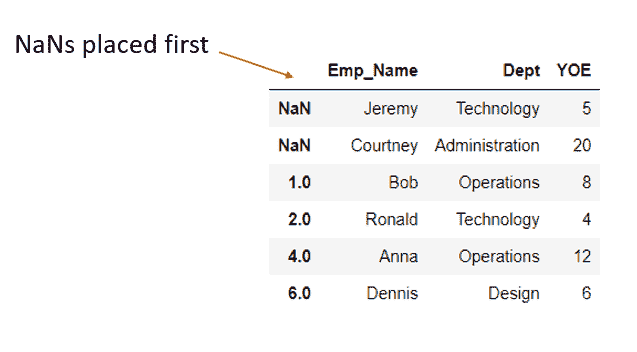 NaNs placed first
Emp_Name Dept YOE
NaN Jeremy Technology 5
NaN Courtney Administration 20
1.0 Bob Operations 8
2.0 Ronald Technology 4
4.0 Anna Operations 12
6.0 Dennis Design 6